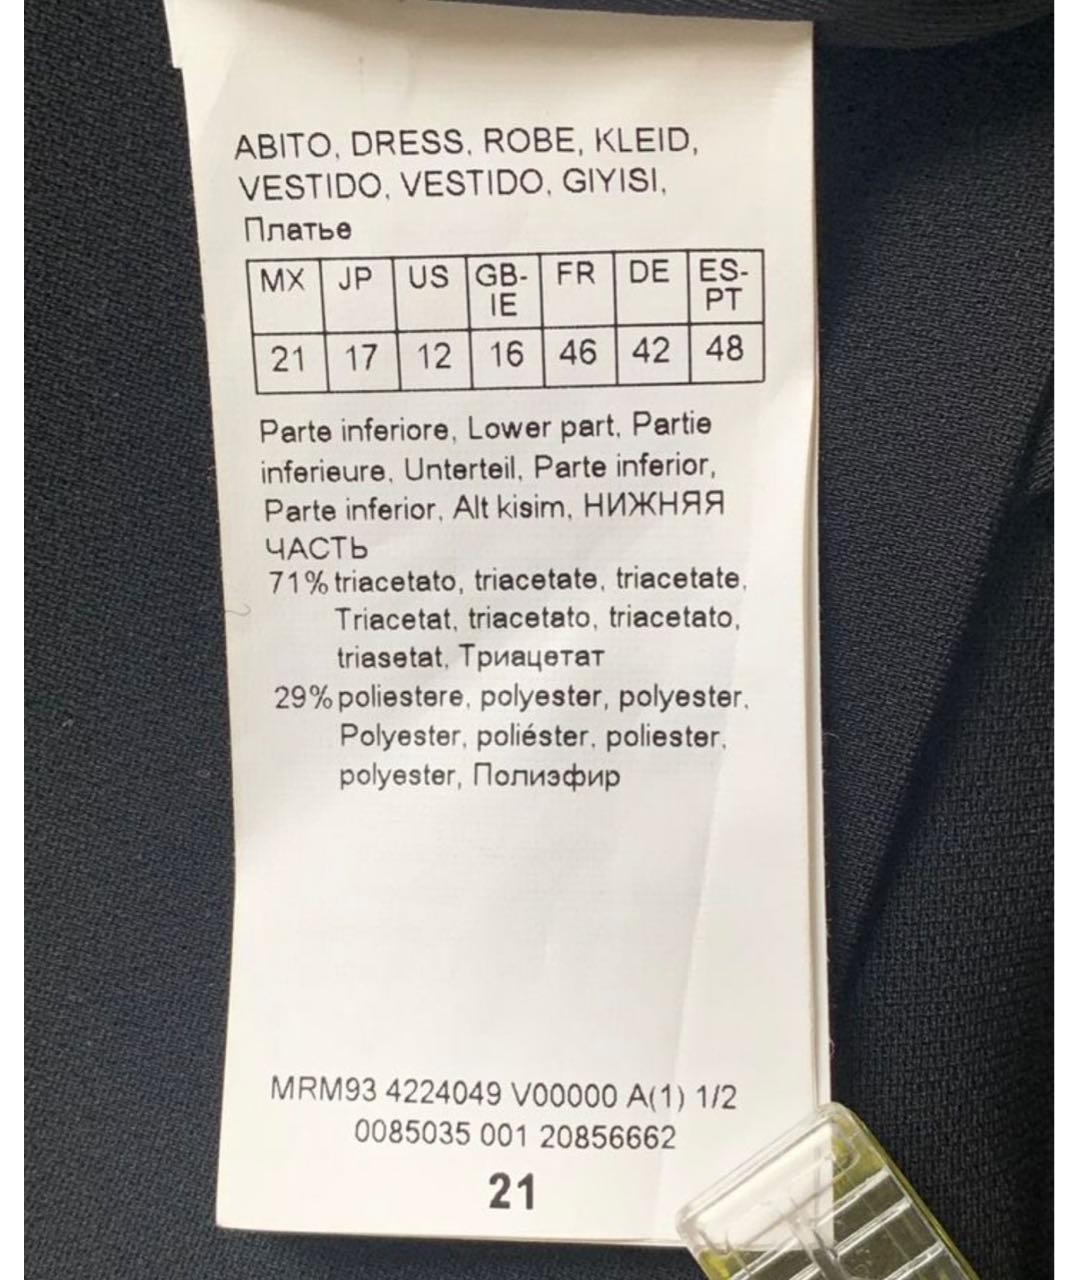 ABITO, DRESS, ROBE, KLEID,
VESTIDO, VESTIDO, GIYISI,
Платье
MX JP US GB-IE FR DE ES-PT
21 17 12 16 46 42 48
Parte inferiore, Lower part, Partie
inferieure, Unterteil, Parte inferior,
Parte inferior, Alt kisim, НИЖНЯЯ
ЧАСТЬ
71% triacetato, triacetate, triacetate,
Triacetat, triacetato, triacetato,
triasetat, Триацетат
29% poliestere, polyester, polyester,
Polyester, poliéster, poliester,
polyester, Полиэфир
MRM93 4224049 V00000 A(1) 1/2
0085035 001 20856662
21